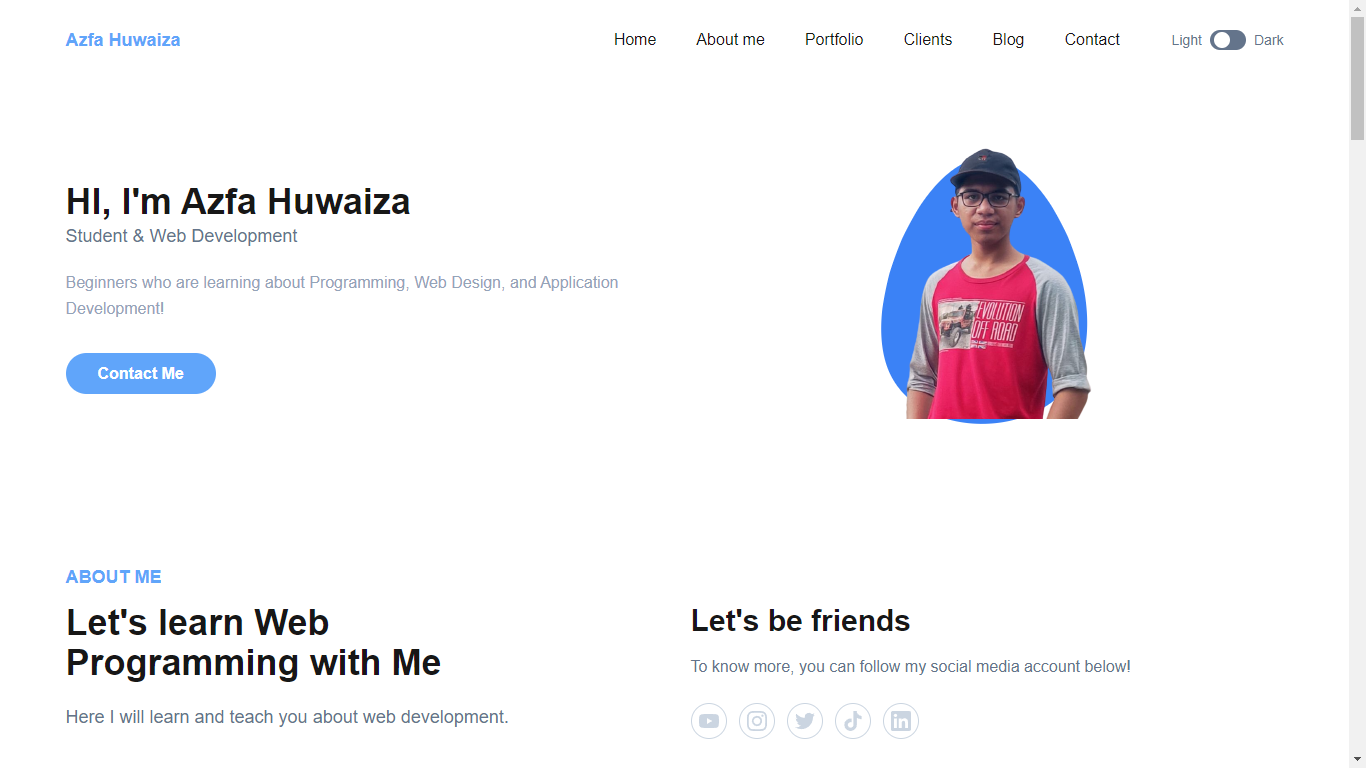 Azfa Huwaiza
Home About me Portfolio Clients Blog Contact Light Dark
HI, I'm Azfa Huwaiza
Student & Web Development
Beginners who are learning about Programming, Web Design, and Application
Development!
Contact Me
EVOLUTION
OFF ROAD
ABOUT ME
Let's learn Web
Programming with Me
Here I will learn and teach you about web development.
Let's be friends
To know more, you can follow my social media account below!